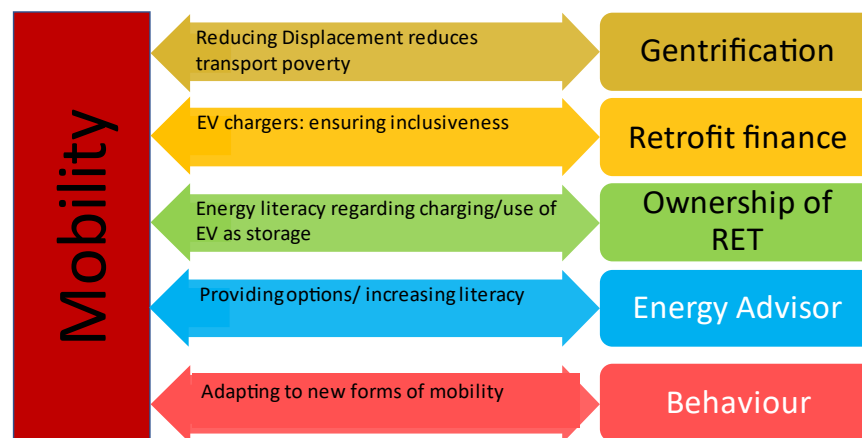 Mobility
Reducing Displacement reduces
transport poverty
Gentrification
EV chargers: ensuring inclusiveness
Retrofit finance
Energy literacy regarding charging/use of
EV as storage
Ownership of
RET
Providing options/ increasing literacy
Energy Advisor
Adapting to new forms of mobility
Behaviour